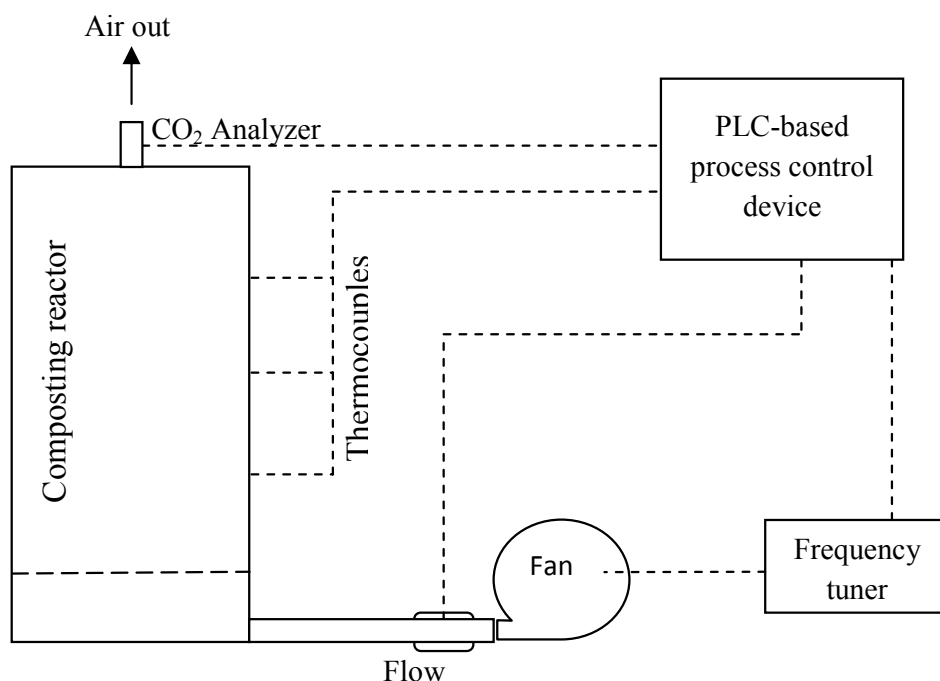 Air out
CO₂ Analyzer
PLC-based
process control
device
Composting reactor
Thermocouples
Fan
Frequency
tuner
Flow